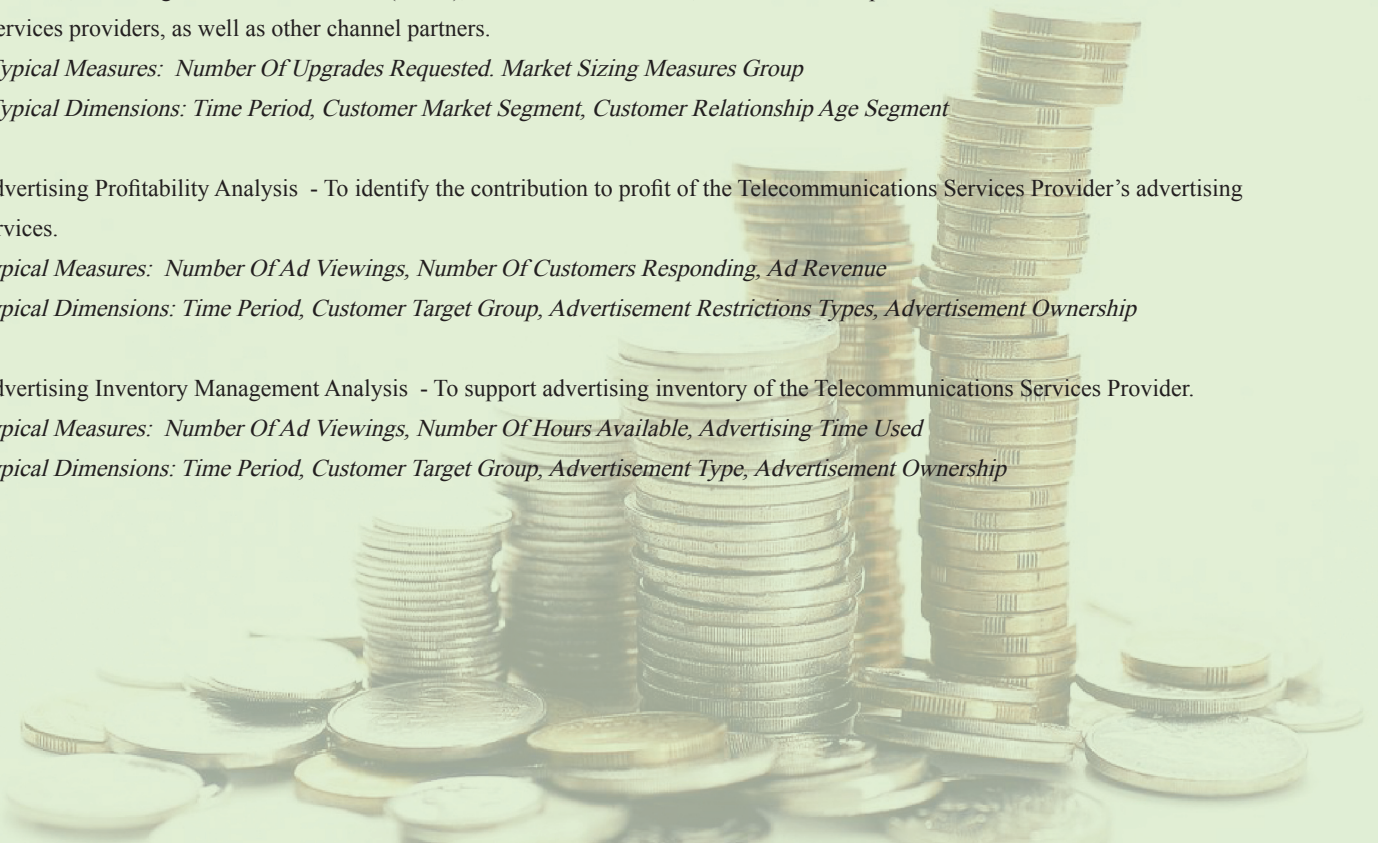 services providers, as well as other channel partners.
Typical Measures:  Number Of Upgrades Requested. Market Sizing Measures Group
Typical Dimensions: Time Period, Customer Market Segment, Customer Relationship Age Segment
dvertising Profitability Analysis  - To identify the contribution to profit of the Telecommunications Services Provider’s advertising
rvices.
ypical Measures:  Number Of Ad Viewings, Number Of Customers Responding, Ad Revenue
ypical Dimensions: Time Period, Customer Target Group, Advertisement Restrictions Types, Advertisement Ownership
dvertising Inventory Management Analysis  - To support advertising inventory of the Telecommunications Services Provider.
ypical Measures:  Number Of Ad Viewings, Number Of Hours Available, Advertising Time Used
ypical Dimensions: Time Period, Customer Target Group, Advertisement Type, Advertisement Ownership